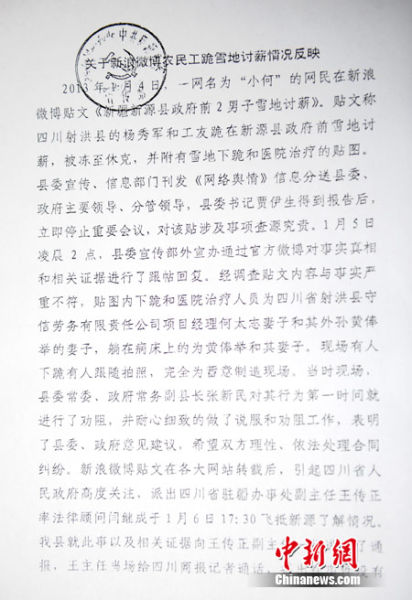 中共
关于新浪微博农民工跪雪地讨薪情况反映
2013年1月4日,一网名为“小何”的网民在新浪
微博贴文《新疆新源县政府前2男子雪地讨薪》。贴文称
四川射洪县的杨秀军和工友跪在新源县政府前雪地讨
薪,被冻至休克,并附有雪地下跪和医院治疗的贴图。
县委宣传、信息部门刊发《网络舆情》信息分送县委、
政府主要领导、分管领导,县委书记贾伊生得到报告后,
立即停止重要会议,对该贴涉及事项查源究责。1月5日
凌晨2点,县委宣传部外宣办通过官方微博对事实真相
和相关证据进行了跟帖回复。经调查贴文内容与事实严
重不符,贴图内下跪和医院治疗人员为四川省射洪县守
信劳务有限责任公司项目经理何太志妻子和其外孙黄俸
举的妻子,躺在病床上的为黄俸举和其妻子。现场有人
下跪有人跟随拍照,完全为蓄意制造现场。当时现场,
县委常委、政府常务副县长张新民对其行为第一时间就
进行了劝阻,并耐心细致的做了说服和劝阻工作,表明
了县委、政府意见建议,希望双方理性、依法处理合同
纠纷。新浪微博贴文在各大网站转载后,引起四川省人
民政府高度关注,派出四川省驻疆办事处副主任王传正
率法律顾问闫继成于1月6日17:30飞抵新源了解情况。
我县就此事以及相关证据向王传正副主任 了通
报,王主任当场给四川商报记者通话, 有
中新网
Chinanews.com